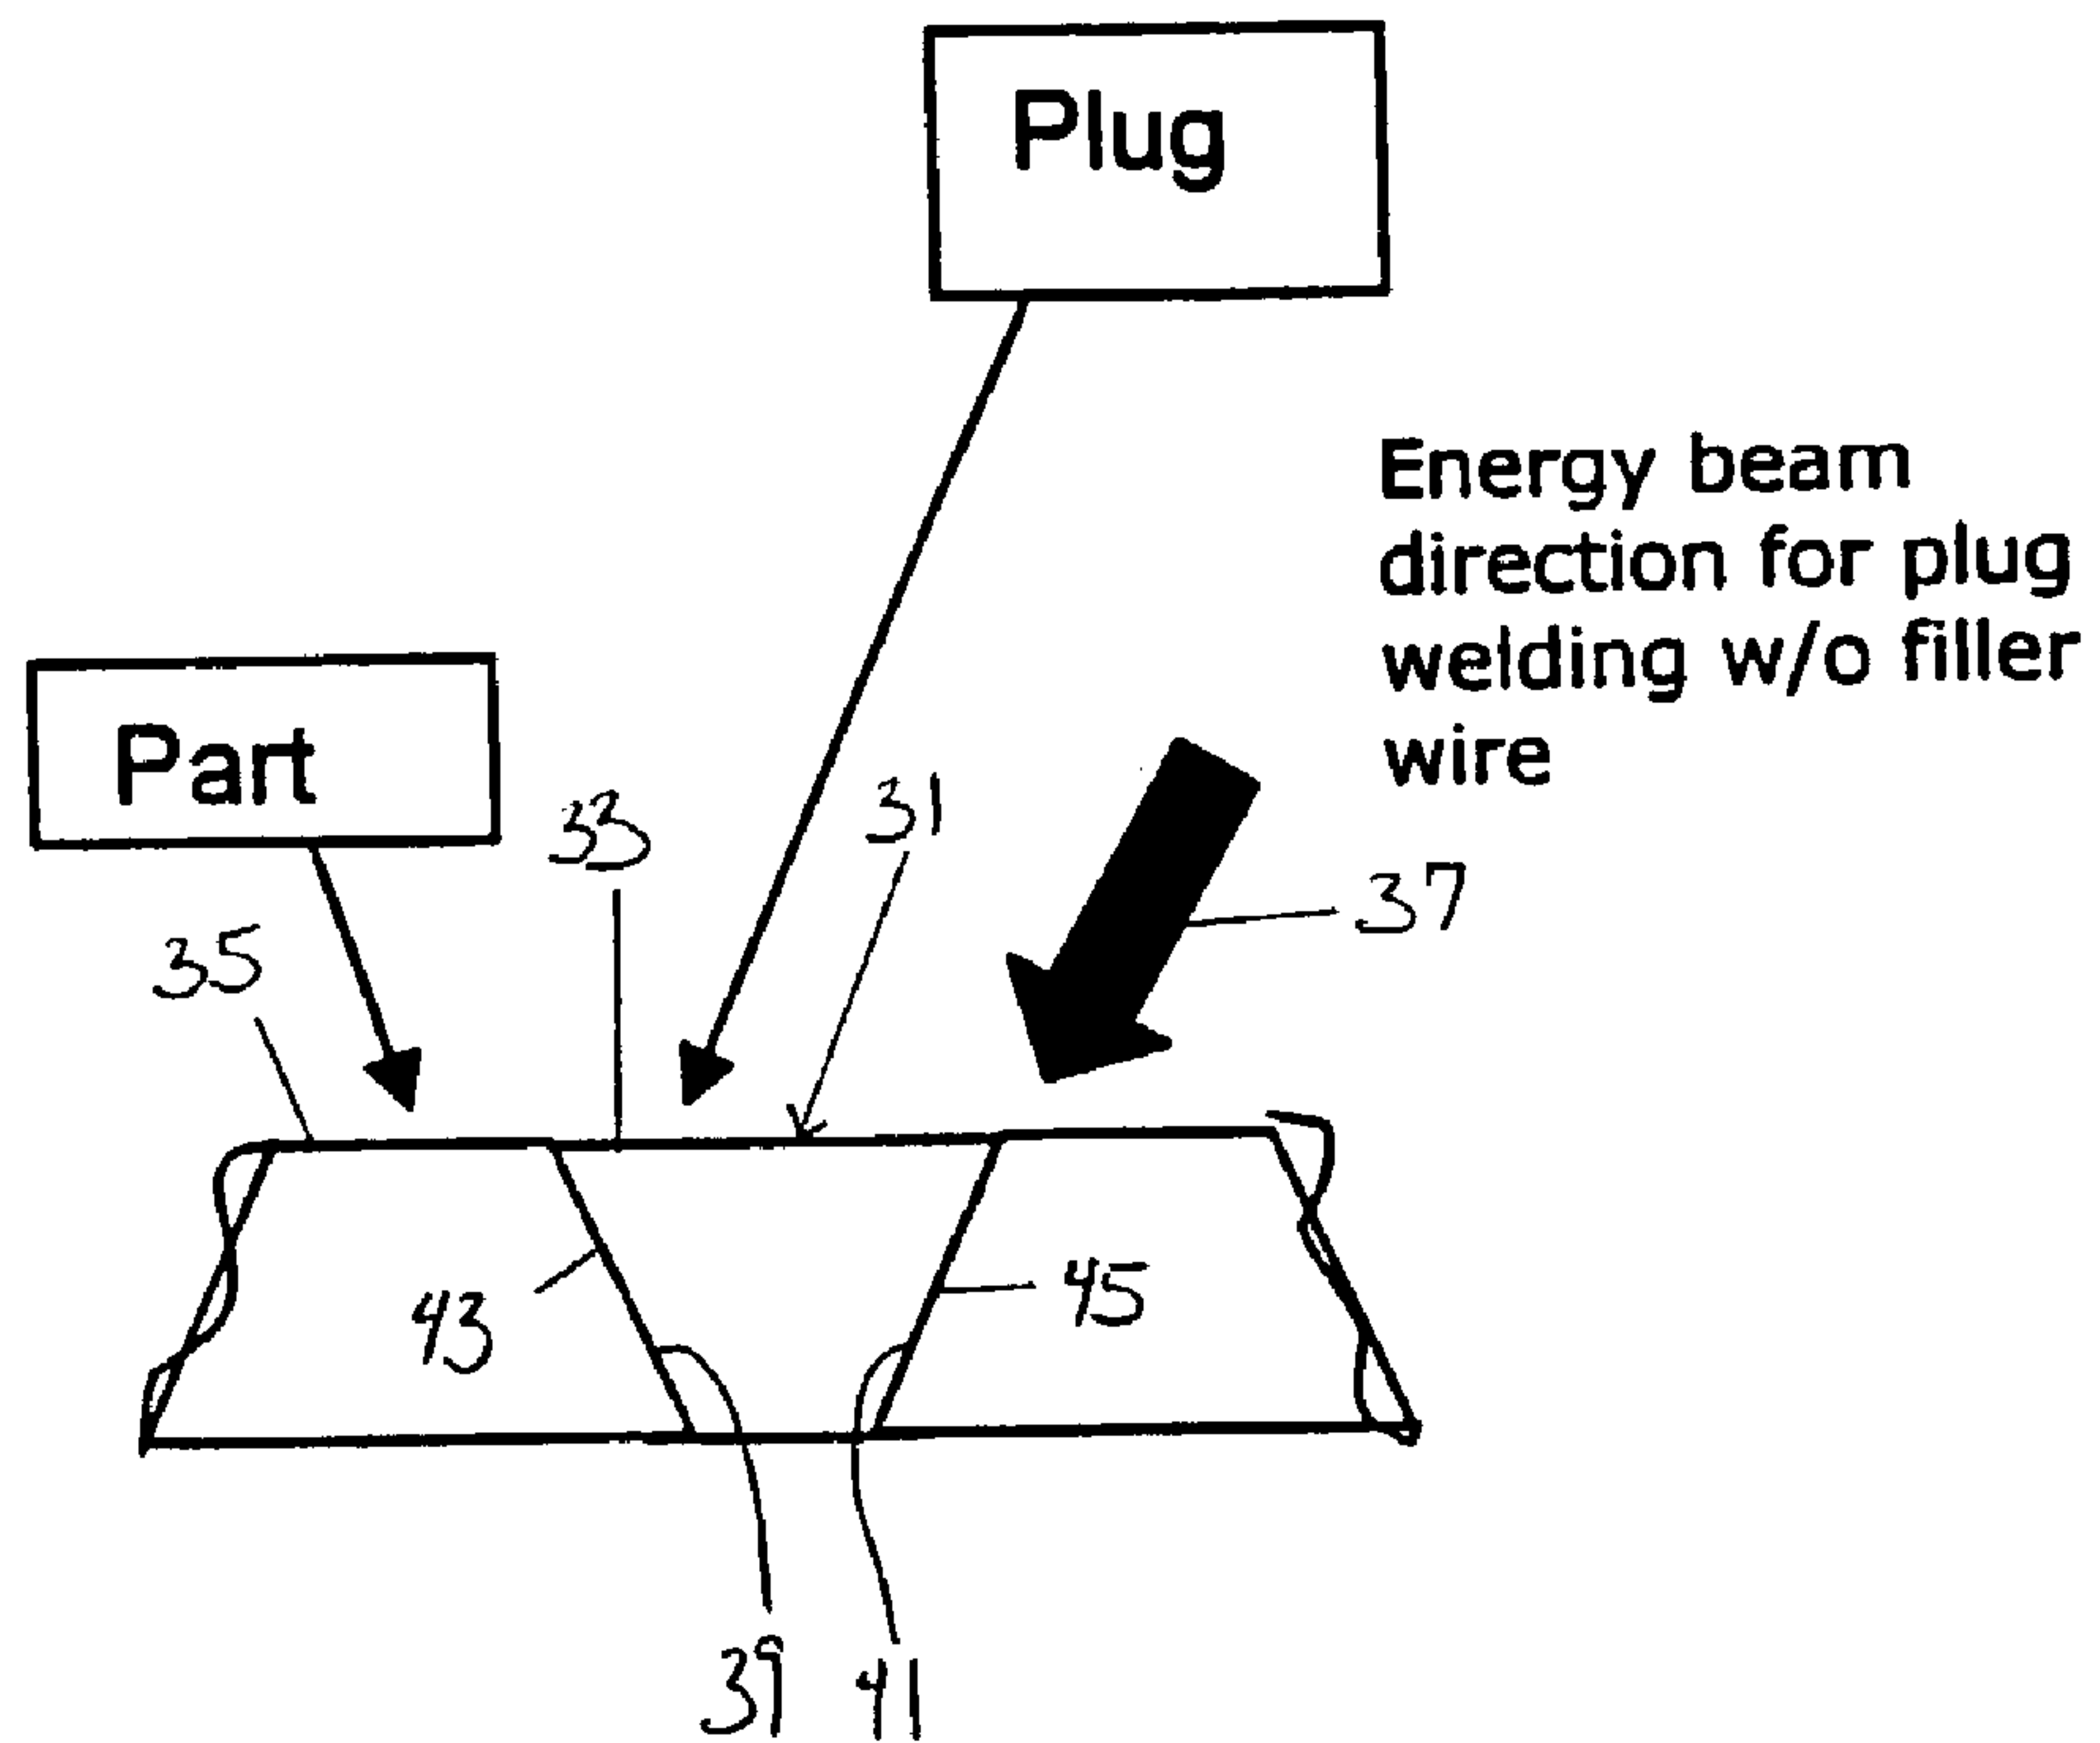 Plug
Energy beam
direction for plug
welding w/o filler
wire
Part
33
31
37
35
43
45
39
41